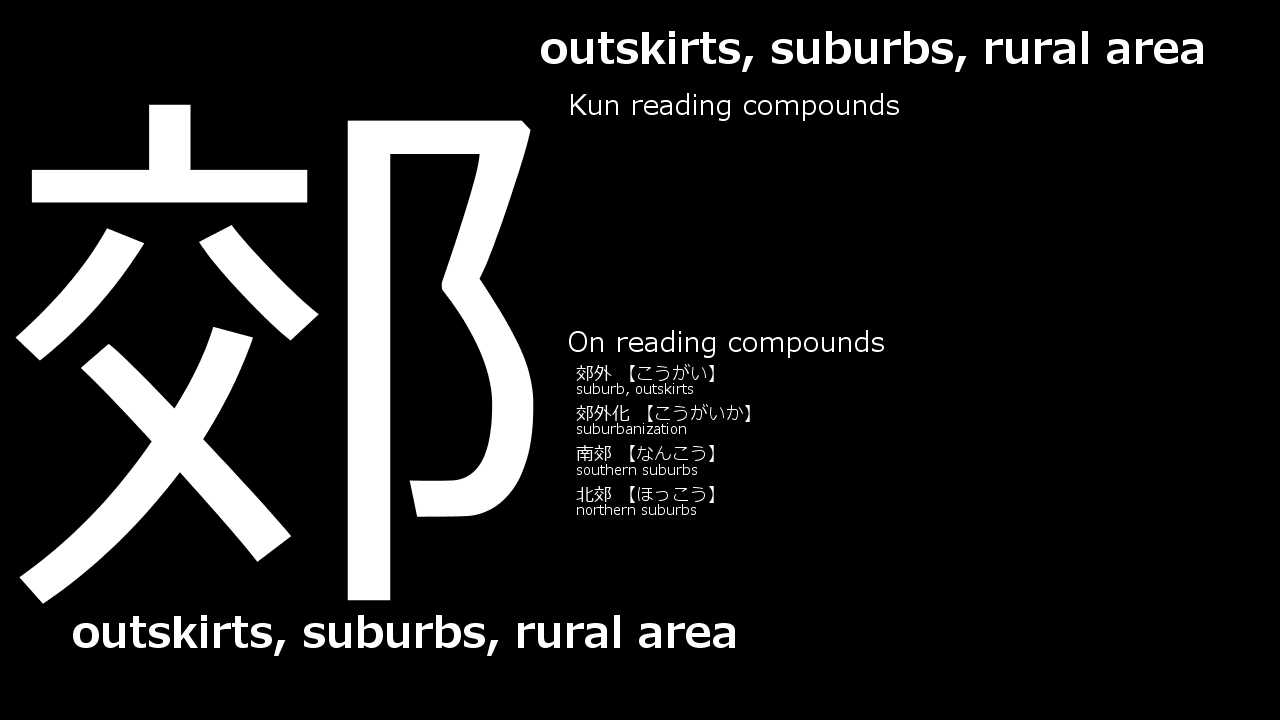 郊
outskirts, suburbs, rural area
Kun reading compounds
On reading compounds
郊外 【こうがい】
suburb, outskirts
郊外化 【こうがいか】
suburbanization
南郊 【なんこう】
southern suburbs
北郊 【ほっこう】
northern suburbs
outskirts, suburbs, rural area